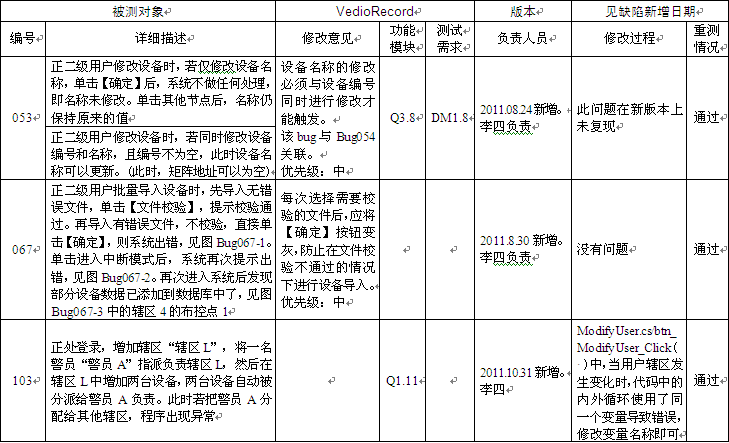 被测对象 VedioRecord 版本 见缺陷新增日期
编号 详细描述 修改意见 功能模块 测试需求 负责人员 修改过程 重测情况
053
正二级用户修改设备时，若仅修改设备名
称，单击【确定】后，系统不做任何处理，
即名称未修改。单击其他节点后，名称仍
保持原来的值
正二级用户修改设备时，若同时修改设备
编号和名称，且编号不为空，此时设备名
称可以更新。(此时，矩阵地址可以为空)
设备名称的修改
必须与设备编号
同时进行修改才
能触发。
该 bug 与 Bug054
关联。
优先级：中
Q3.8
DM1.8
2011.08.24 新增。
李四负责
此问题在新版本上
未复现
通过
067
正二级用户批量导入设备时，先导入无错
误文件，单击【文件校验】，提示校验通
过。再导入有错误文件，不校验，直接单
击【确定】，则系统出错，见图 Bug067-1。
单击进入中断模式后，系统再次提示出
错，见图 Bug067-2。再次进入系统后发现
部分设备数据已添加到数据库中了，见图
Bug067-3 中的辖区 4 的布控点 1
每次选择需要校
验的文件后，应将
【确定】按钮变
灰，防止在文件校
验不通过的情况
下进行设备导入。
优先级：中
2011.8.30 新增。
李四负责
没有问题
通过
103
正处登录，增加辖区“辖区 L”，将一名
警员“警员 A”指派负责辖区 L，然后在
辖区 L 中增加两台设备，两台设备自动被
分派给警员 A 负责。此时若把警员 A 分
配给其他辖区，程序出现异常
Q1.11
2011.10.31 新增。
李四
ModifyUser.cs/btn_
ModifyUser_Click(
)中，当用户辖区发
生变化时，代码中的
内外循环使用了同
一个变量导致错误，
修改变量名称即可
通过